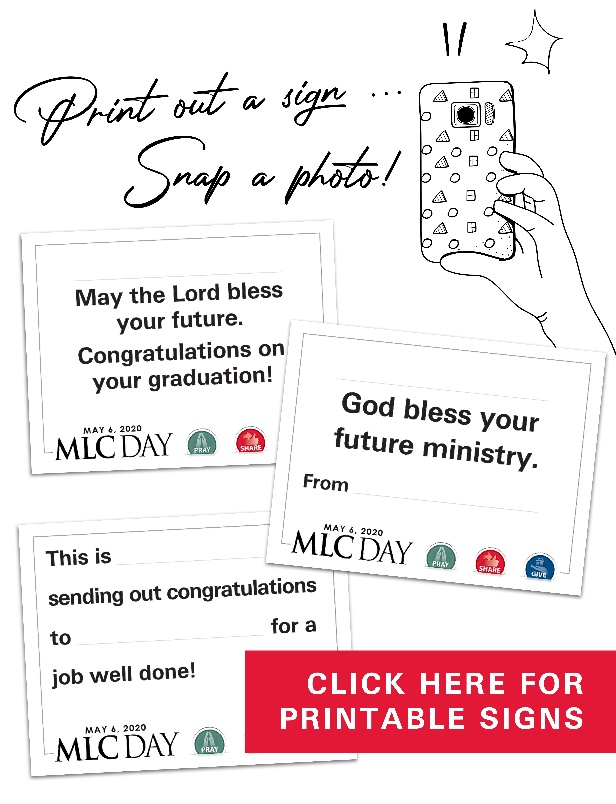 Print out a sign ...
Snap a photo!
May the Lord bless
your future.
Congratulations on
your graduation!
MAY 6, 2020
MLC DAY
PRAY
SHARE
God bless your
future ministry.
From
MAY 6, 2020
MLC DAY
PRAY
SHARE
GIVE
This is
sending out congratulations
to for a
job well done!
MAY 6, 2020
MLC DAY
PRAY
CLICK HERE FOR
PRINTABLE SIGNS